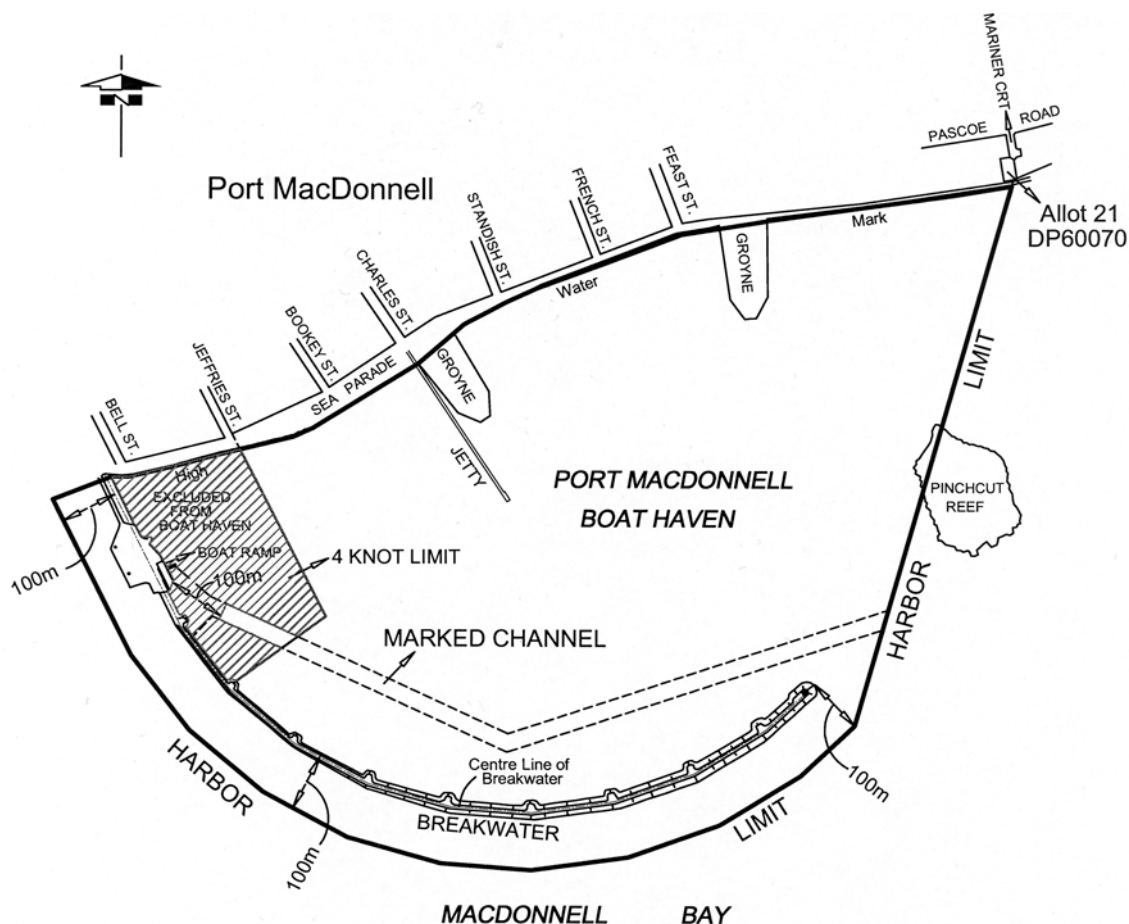 N
MARINER CRT
PASCOE ROAD
Port MacDonnell
FEAST ST.
FRENCH ST.
STANDISH ST.
CHARLES ST.
BOOKEY ST.
JEFFRIES ST.
BELL ST.
Allot 21
DP60070
Mark
Water
High
GROYNE
GROYNE
SEA PARADE
JETTY
LIMIT
PORT MACDONNELL
BOAT HAVEN
PINCHCUT
REEF
EXCLUDED
FROM
BOAT HAVEN
BOAT RAMP
4 KNOT LIMIT
100m
100m
HARBOR
MARKED CHANNEL
Centre Line of
Breakwater
HARBOR
BREAKWATER
LIMIT
100m
100m
MACDONNELL BAY